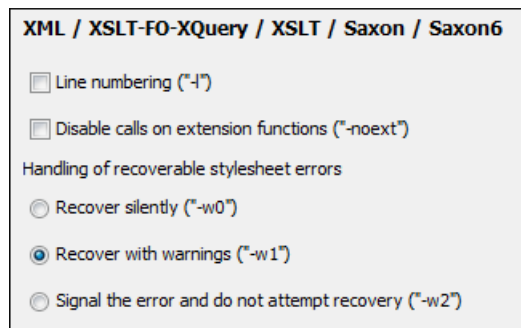 XML / XSLT-FO-XQuery / XSLT / Saxon / Saxon6
Line numbering ("-l")
Disable calls on extension functions ("-noext")
Handling of recoverable stylesheet errors
Recover silently ("-w0")
Recover with warnings ("-w1")
Signal the error and do not attempt recovery ("-w2")